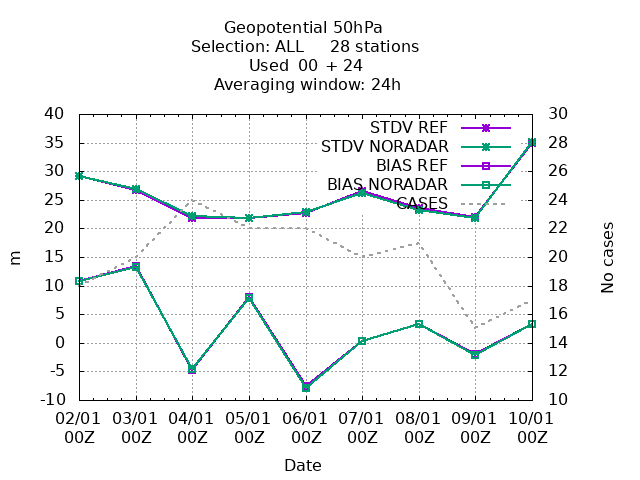 Geopotential 50hPa
Selection: ALL 28 stations
Used 00 + 24
Averaging window: 24h
40 30
STDV REF
35 28
STDV NORADAR
BIAS REF
30 26
BIAS NORADAR
25 24
CASES
20 22
15 20
10 18
5 16
0 14
-5 12
-10 10
m
No cases
02/01 03/01 04/01 05/01 06/01 07/01 08/01 09/01 10/01
00Z 00Z 00Z 00Z 00Z 00Z 00Z 00Z 00Z
Date